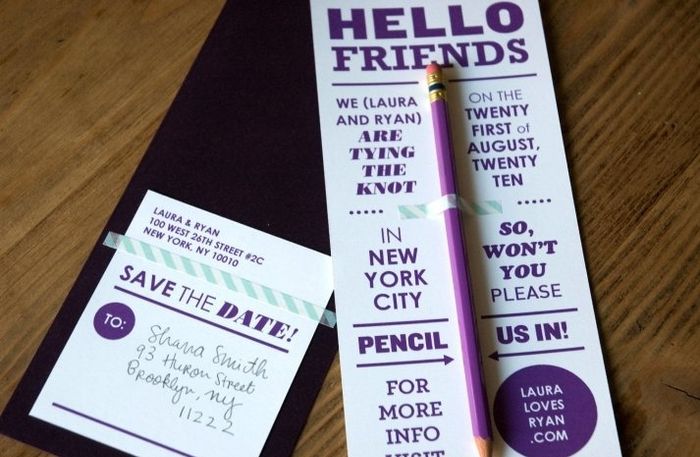 HELLO
FRIENDS
WE (LAURA
AND RYAN)
ARE
TYING
THE
KNOT
ON THE
TWENTY
FIRST of
AUGUST,
TWENTY
TEN
IN
NEW
YORK
CITY
SO,
WON'T
YOU
PLEASE
PENCIL
US IN!
FOR
MORE
INFO
VISIT
LAURA
LOVES
RYAN
.COM
LAURA & RYAN
100 WEST 26TH STREET #2C
NEW YORK, NY 10010
SAVE THE DATE!
TO:
Shana Smith
93 Huron Street
Brooklyn, NY
11222